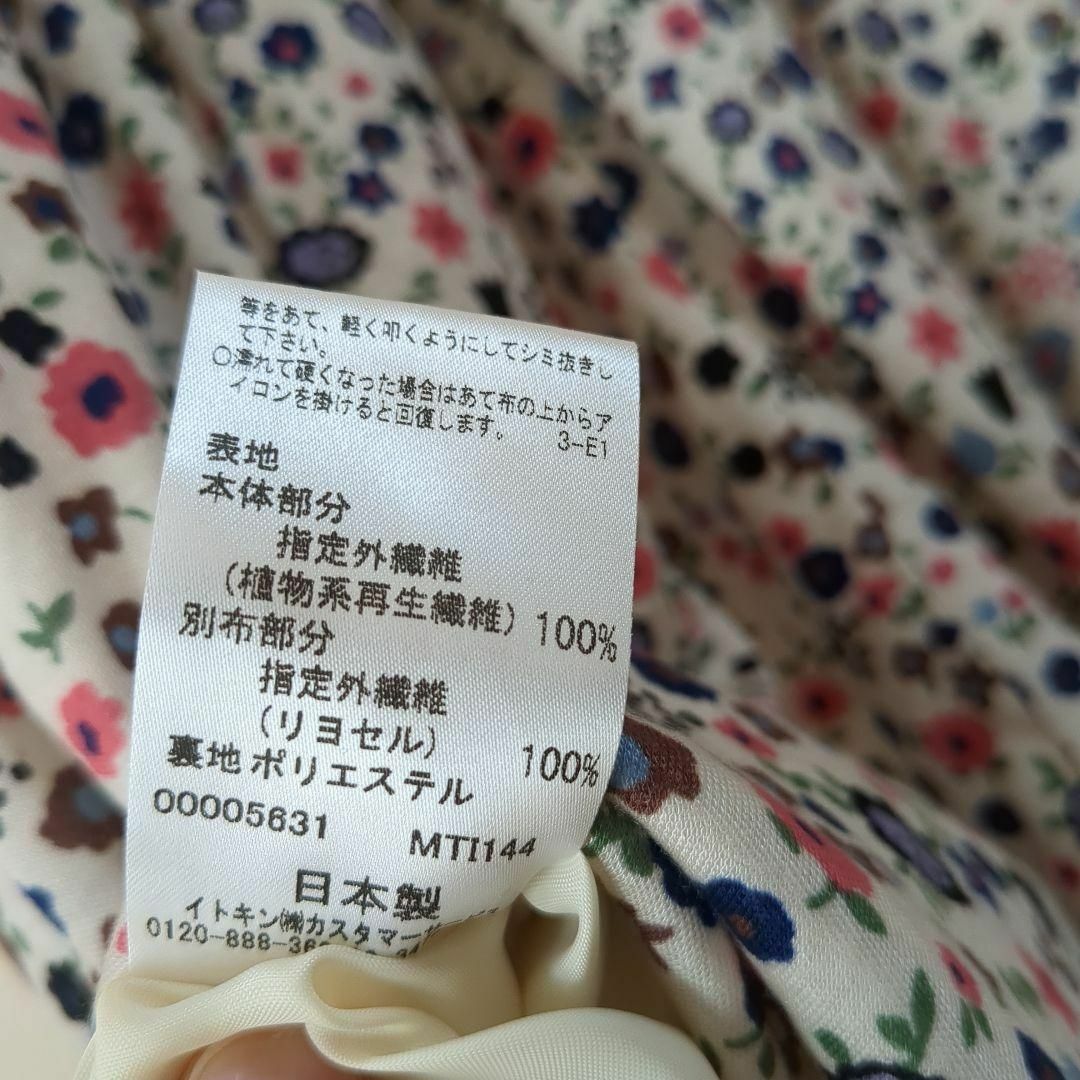 等をあて、軽く叩くようにしてシミ抜きし
て下さい。
○濡れて硬くなった場合はあて布の上からア
イロンを掛けると回復します。 3-E1
表地
本体部分
指定外繊維
(植物系再生繊維) 100%
別布部分
指定外繊維
(リヨセル) 100%
裏地 ポリエステル
00005631 MTI144
日本製
イトキン㈱カスタマー
0120-888-36